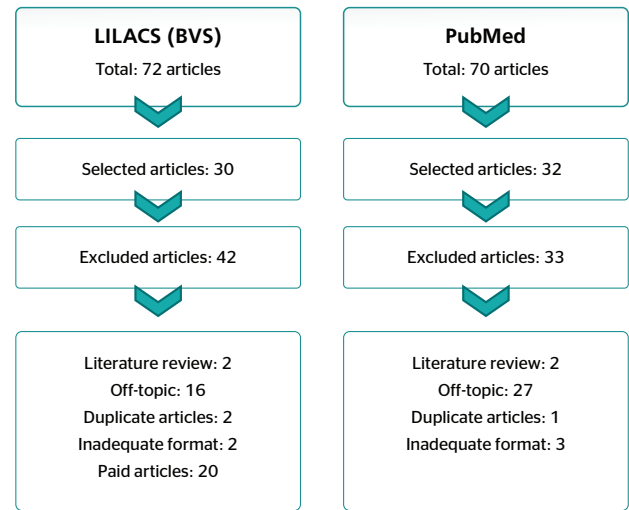 LILACS (BVS)
Total: 72 articles
Selected articles: 30
Excluded articles: 42
Literature review: 2
Off-topic: 16
Duplicate articles: 2
Inadequate format: 2
Paid articles: 20
PubMed
Total: 70 articles
Selected articles: 32
Excluded articles: 33
Literature review: 2
Off-topic: 27
Duplicate articles: 1
Inadequate format: 3